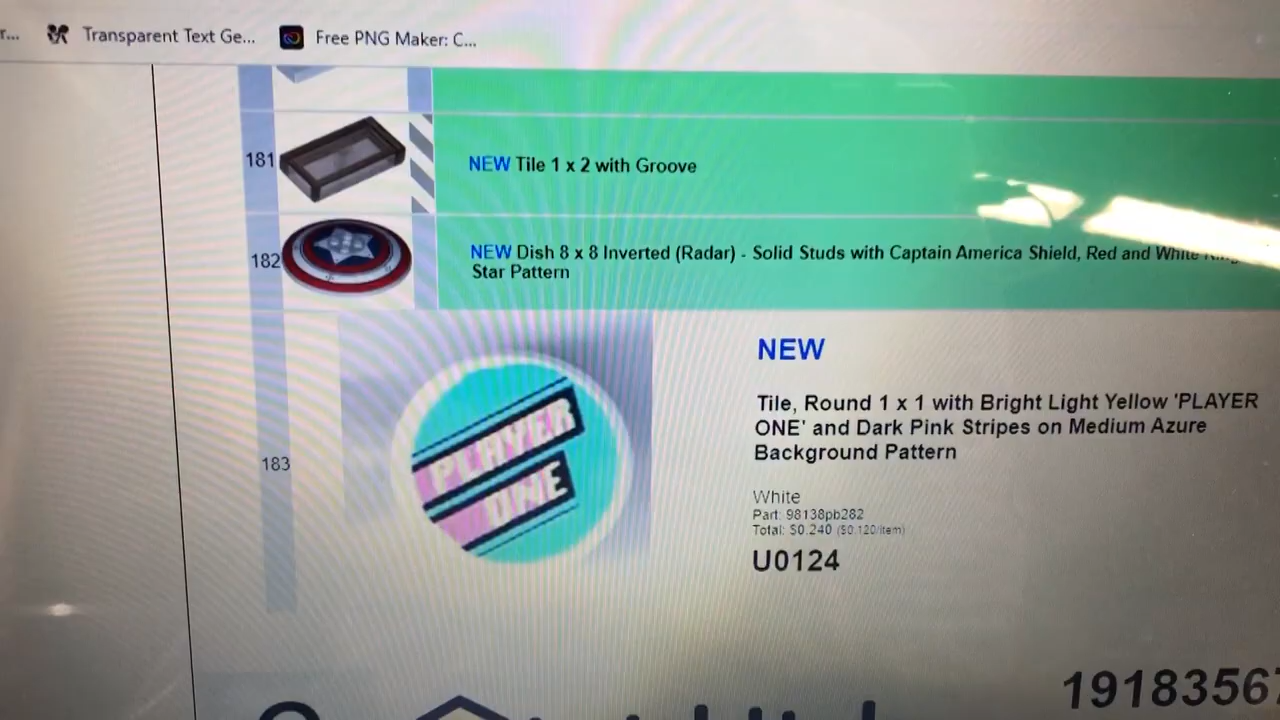 Transparent Text Ge...
Free PNG Maker: C...
181
NEW Tile 1 x 2 with Groove
182
NEW Dish 8 x 8 Inverted (Radar) - Solid Studs with Captain America Shield, Red and White
Star Pattern
183
PLAYER
ONE
NEW
Tile, Round 1 x 1 with Bright Light Yellow 'PLAYER
ONE' and Dark Pink Stripes on Medium Azure
Background Pattern
White
Part: 98138pb282
Total: $0.240 ($0.120/item)
U0124
1918356